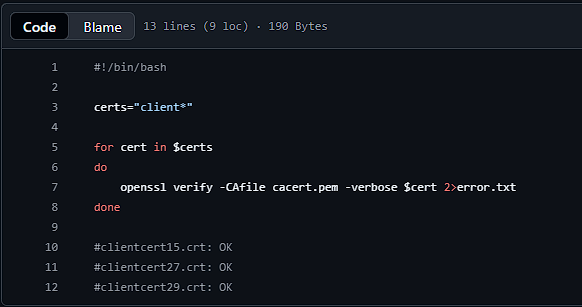 Code Blame 13 lines (9 loc) · 190 Bytes
1 #!/bin/bash
2
3 certs="client*"
4
5 for cert in $certs
6 do
7 openssl verify -CAfile cacert.pem -verbose $cert 2>error.txt
8 done
9
10 #clientcert15.crt: OK
11 #clientcert27.crt: OK
12 #clientcert29.crt: OK